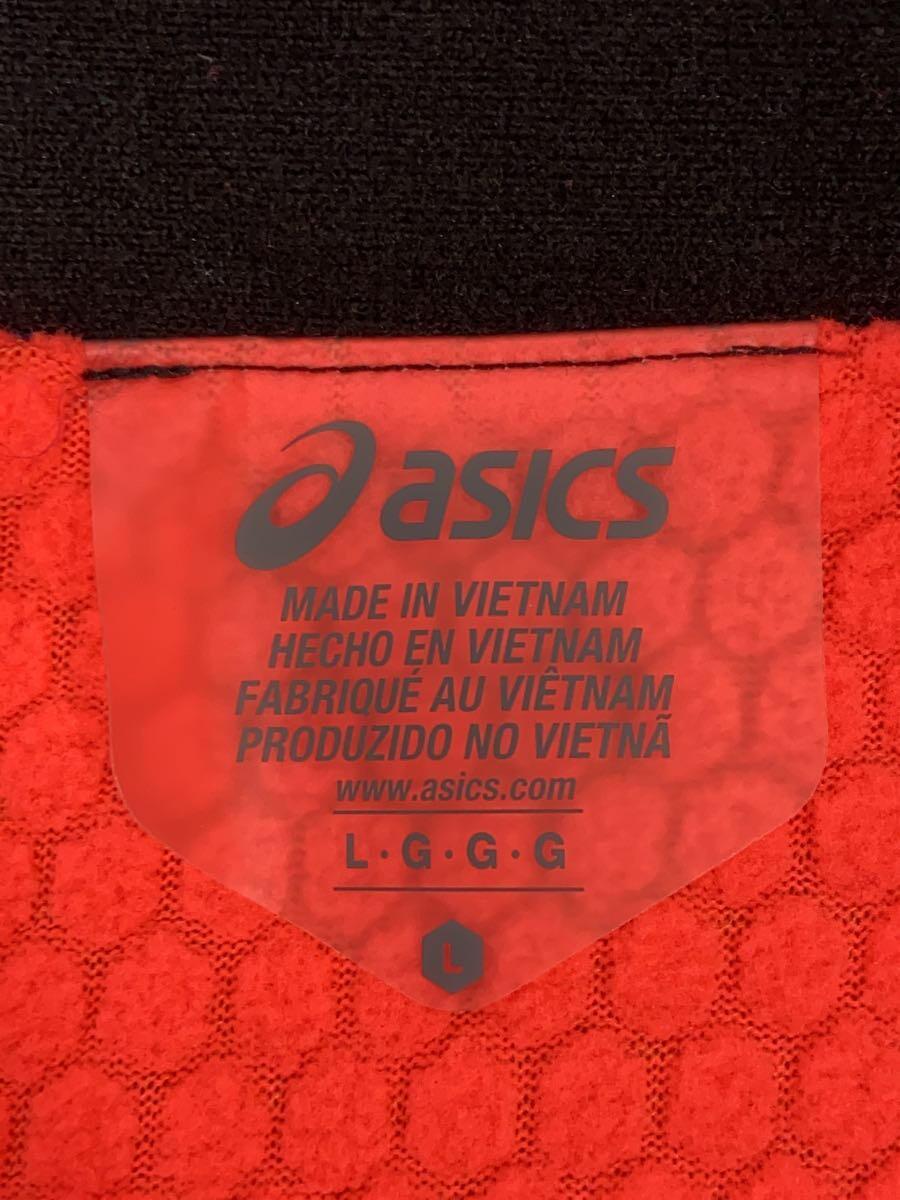 asics
MADE IN VIETNAM
HECHO EN VIETNAM
FABRIQUÉ AU VIÊTNAM
PRODUZIDO NO VIETNÃ
www.asics.com
L·G·G·G
L